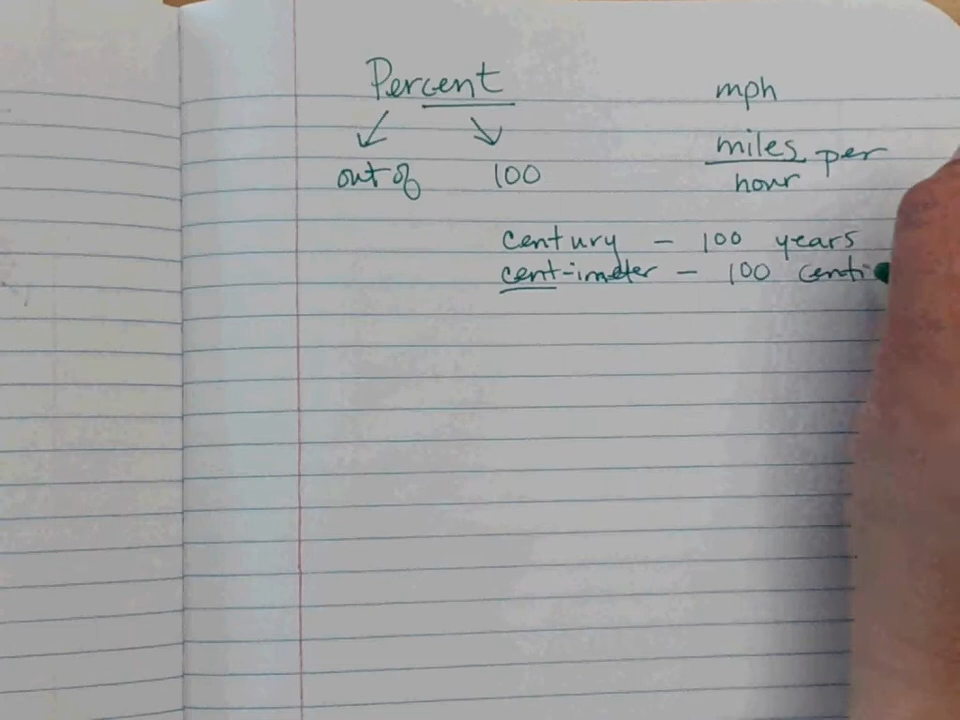 Percent mph
miles per
out of 100 hour
century - 100 years
cent-imeter - 100 centi